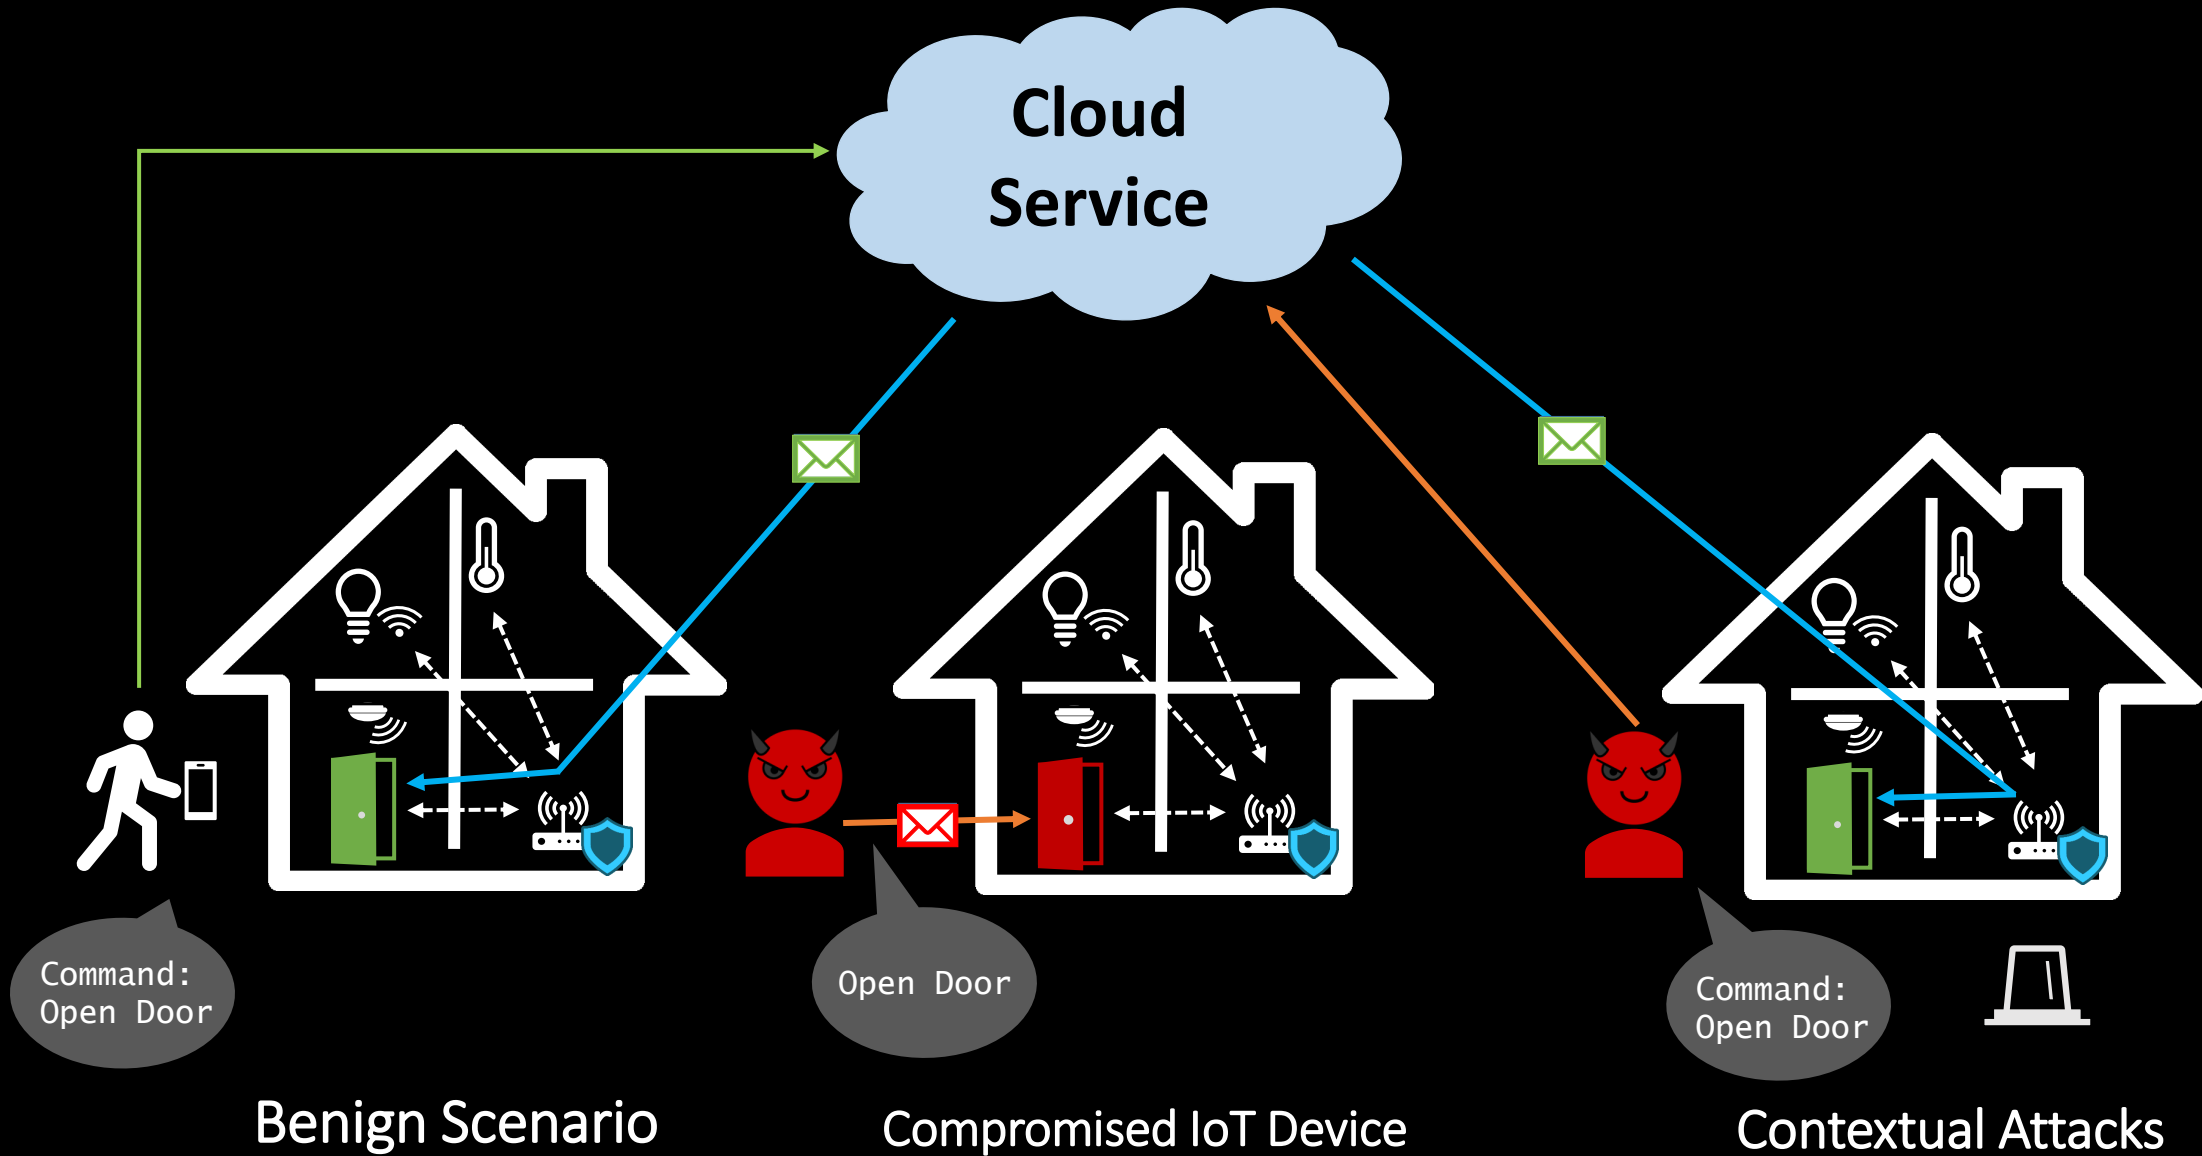 Cloud
Service
Command:
Open Door
Open Door
Command:
Open Door
Benign Scenario
Compromised IoT Device
Contextual Attacks